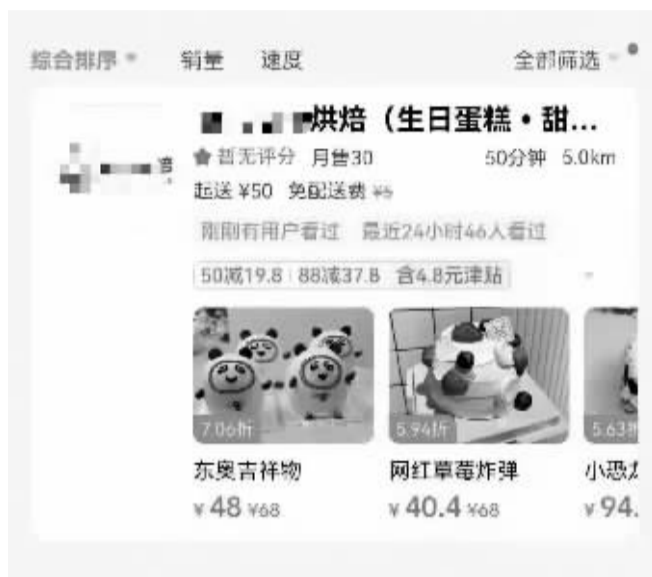 综合排序 销量 速度 全部筛选
烘焙（生日蛋糕·甜...
暂无评分 月售30 50分钟 5.0km
起送 ¥50 免配送费 ¥5
刚刚有用户看过 最近24小时46人看过
50减19.8 88减37.8 含4.8元津贴
7.06折 5.94折 5.63折
东奥吉祥物 网红草莓炸弹 小恐龙
¥48 ¥68 ¥40.4 ¥68 ¥94.